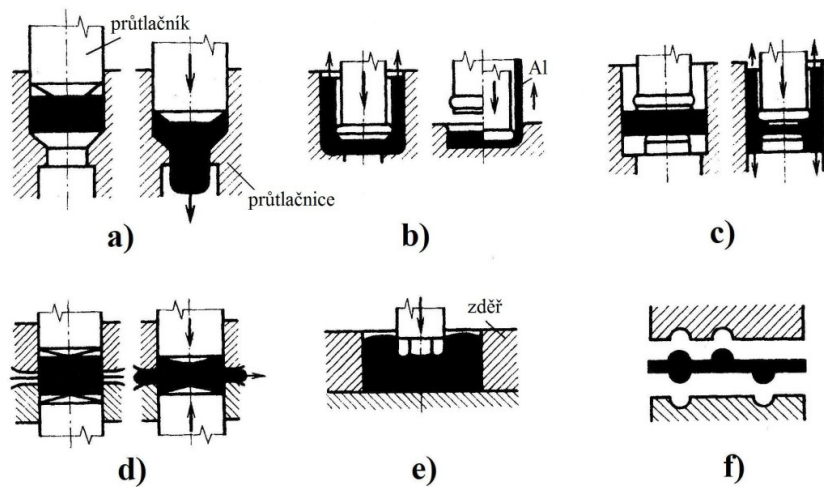 průtlačník
průtlačnice
a)
Al
b)
c)
d)
zděř
e)
f)